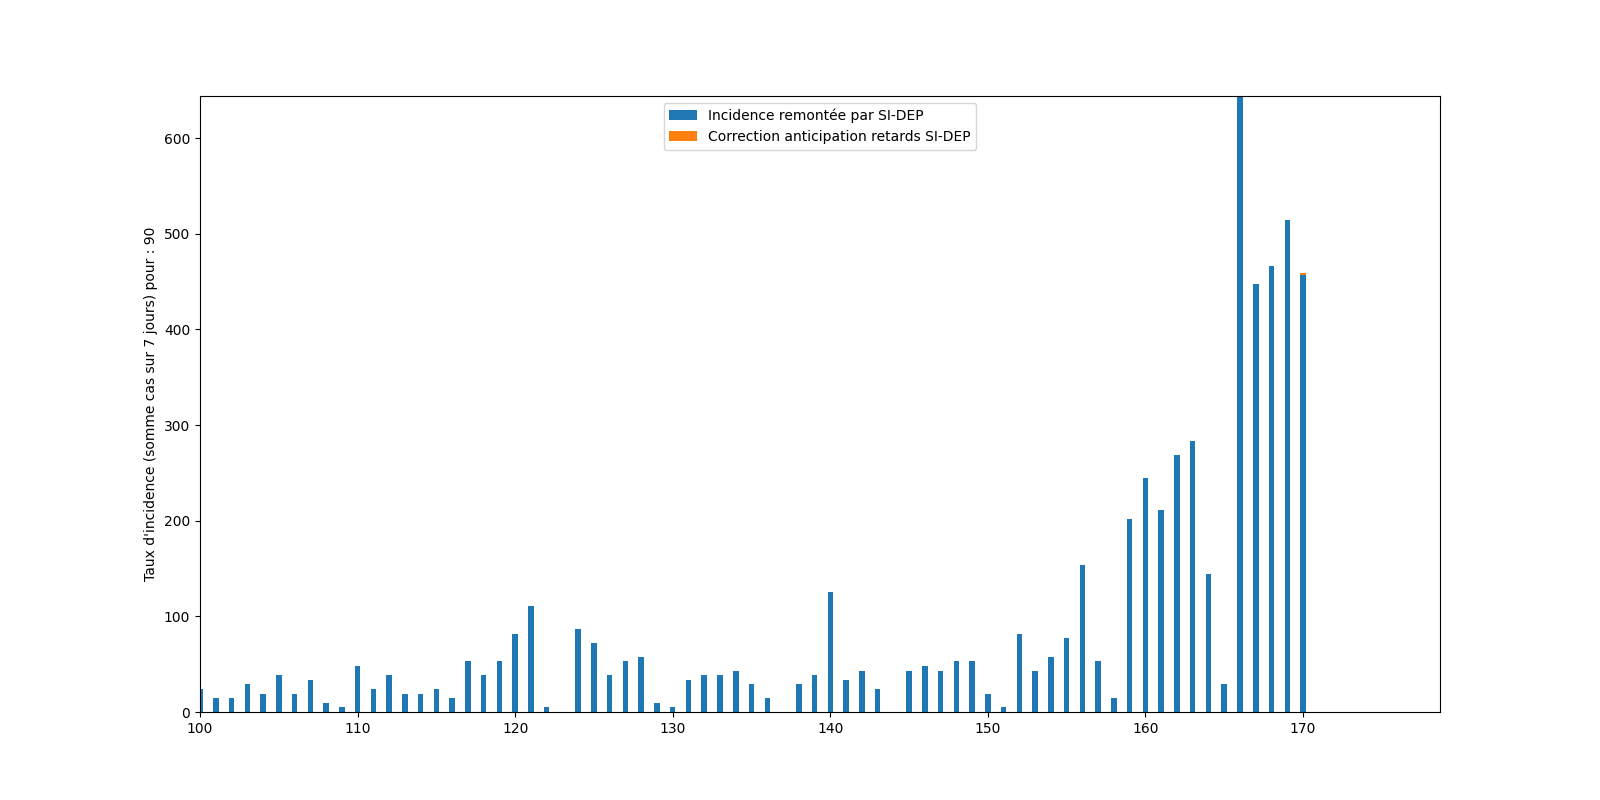 Incidence remontée par SI-DEP
Correction anticipation retards SI-DEP
Taux d'incidence (somme cas sur 7 jours) pour : 90
600
500
400
300
200
100
0
100 110 120 130 140 150 160 170